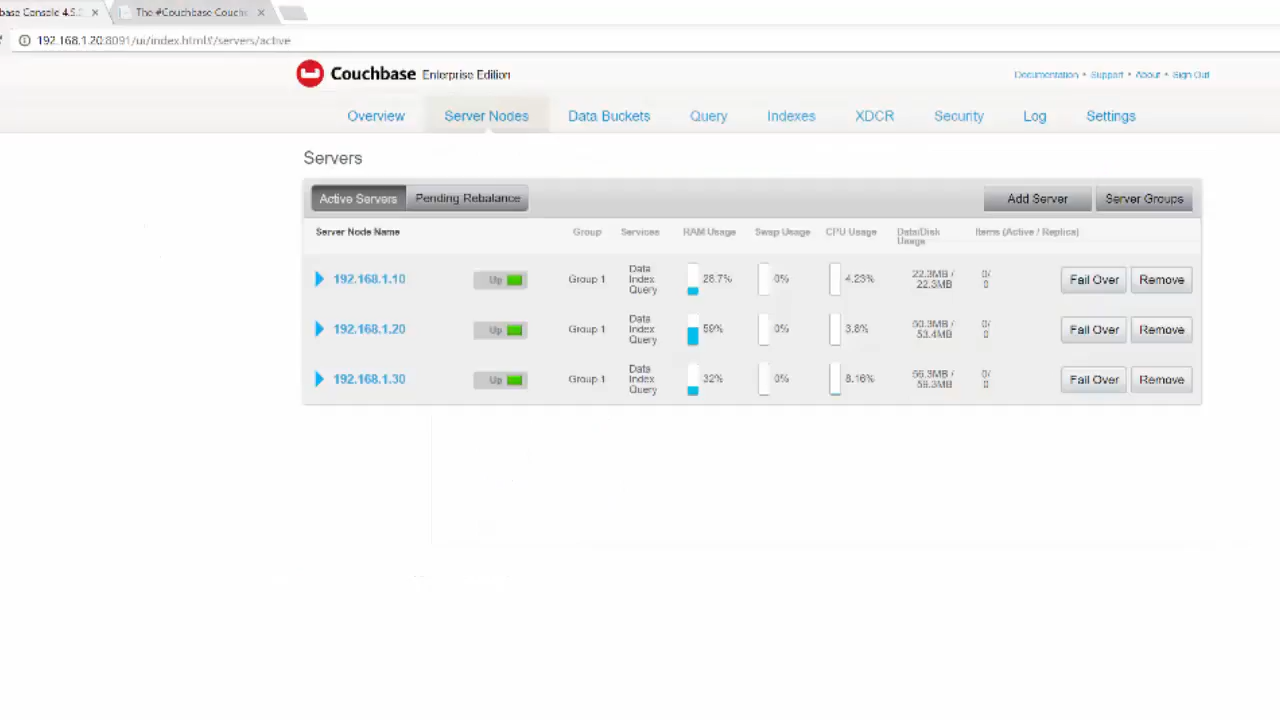 base Console 4.5. The #Couchbase Couch
192.168.1.20:8091/ui/index.html#/servers/active
Couchbase Enterprise Edition
Documentation • Support • About • Sign Out
Overview Server Nodes Data Buckets Query Indexes XDCR Security Log Settings
Servers
Active Servers Pending Rebalance Add Server Server Groups
Server Node Name Group Services RAM Usage Swap Usage CPU Usage Data/Disk Usage Items (Active / Replica)
192.168.1.10 Up Group 1 Data Index Query 28.7% 0% 4.23% 22.3MB / 22.3MB 0/ 0 Fail Over Remove
192.168.1.20 Up Group 1 Data Index Query 59% 0% 3.8% 50.3MB / 53.4MB 0/ 0 Fail Over Remove
192.168.1.30 Up Group 1 Data Index Query 32% 0% 8.16% 0/ 0 Fail Over Remove